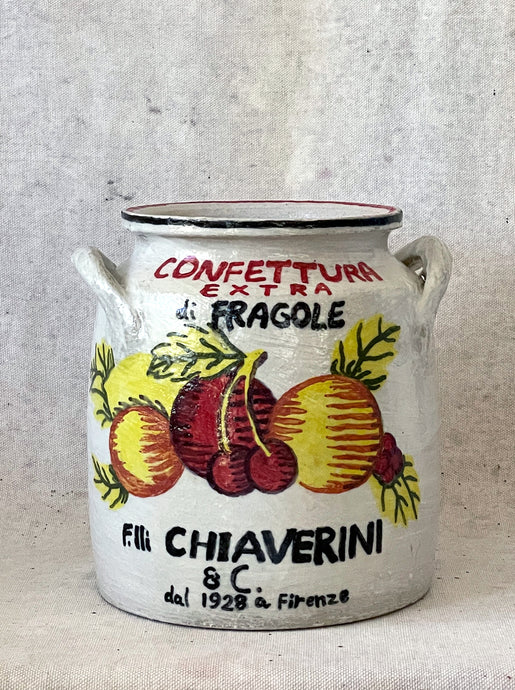 CONFETTURA
EXTRA
di FRAGOLE
F.lli CHIAVERINI
& C.
dal 1928 à Firenze